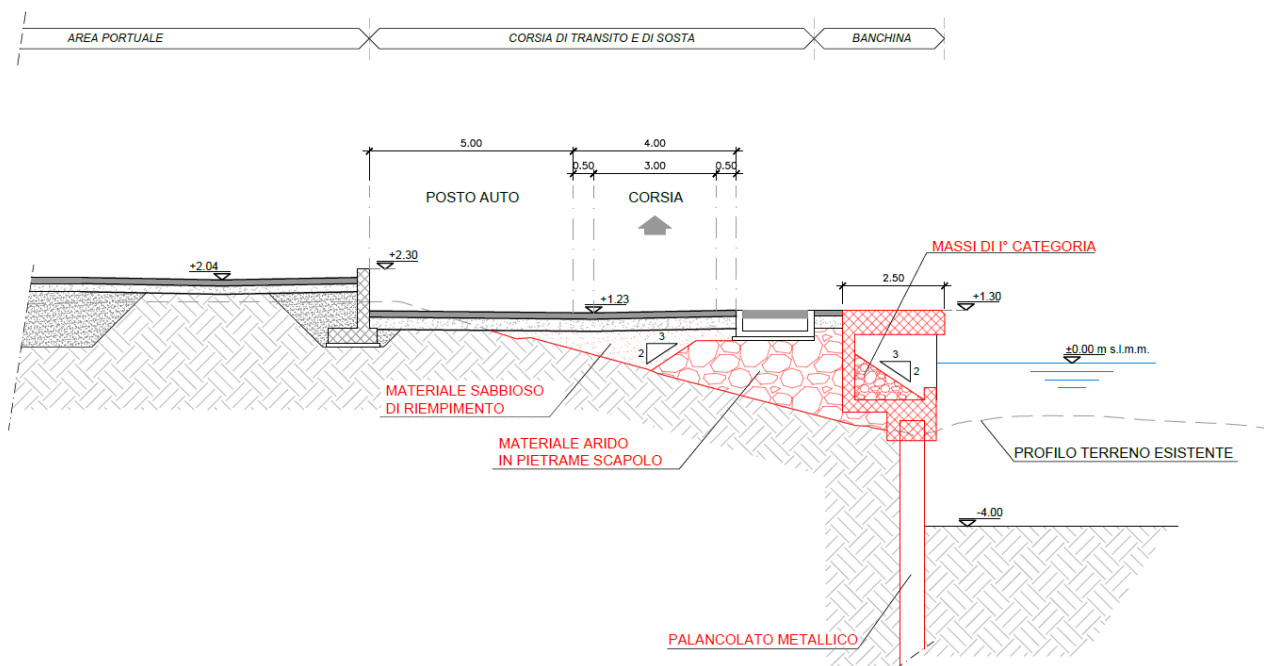 AREA PORTUALE
CORSIA DI TRANSITO E DI SOSTA
BANCHINA
5.00
4.00
0.50
3.00
0.50
POSTO AUTO
CORSIA
MASSI DI I° CATEGORIA
+2.30
+2.04
2.50
+1.23
+1.30
3
2
3
2
±0.00 m s.l.m.m.
MATERIALE SABBIOSO
DI RIEMPIMENTO
MATERIALE ARIDO
IN PIETRAME SCAPOLO
PROFILO TERRENO ESISTENTE
-4.00
PALANCOLATO METALLICO